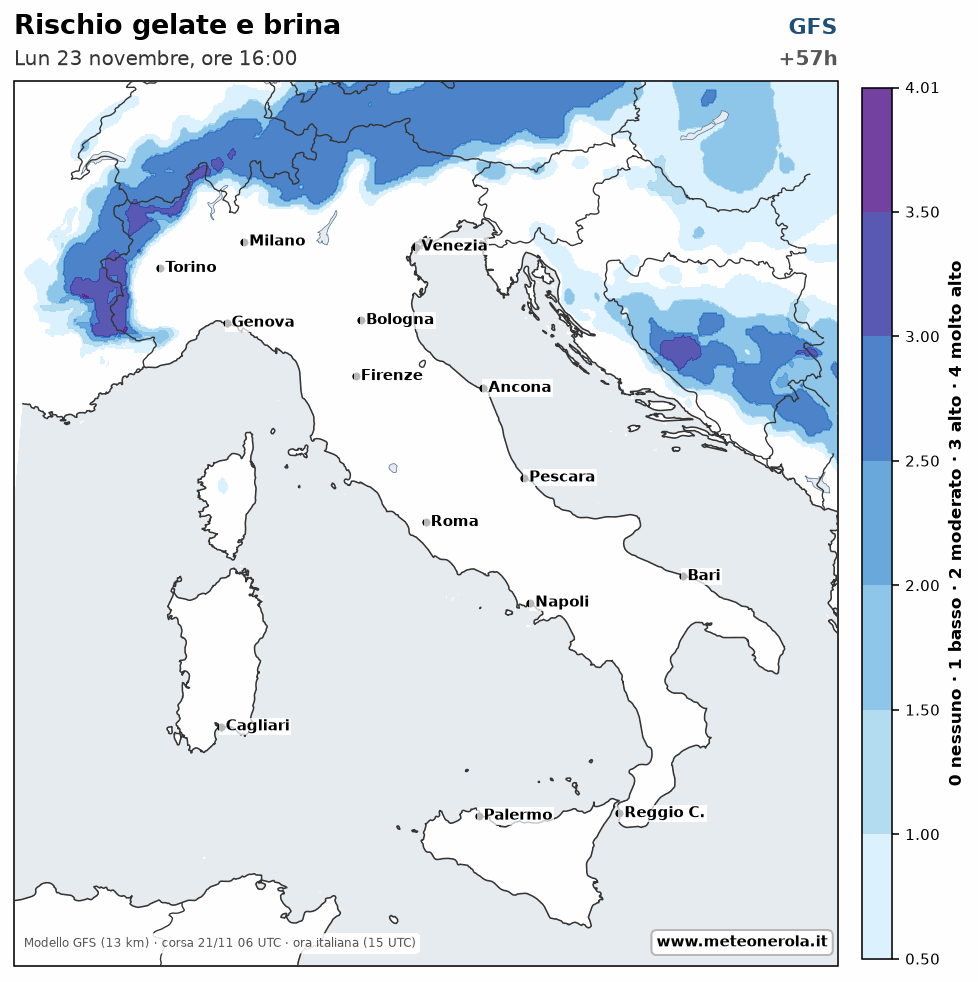 Rischio gelate e brina
GFS
Lun 23 novembre, ore 16:00
+57h
4.01
3.50
3.00
2.50
2.00
1.50
1.00
0.50
0 nessuno · 1 basso · 2 moderato · 3 alto · 4 molto alto
Milano
Venezia
Torino
Genova
Bologna
Firenze
Ancona
Pescara
Roma
Bari
Napoli
Cagliari
Palermo
Reggio C.
Modello GFS (13 km) · corsa 21/11 06 UTC · ora italiana (15 UTC)
www.meteonerola.it